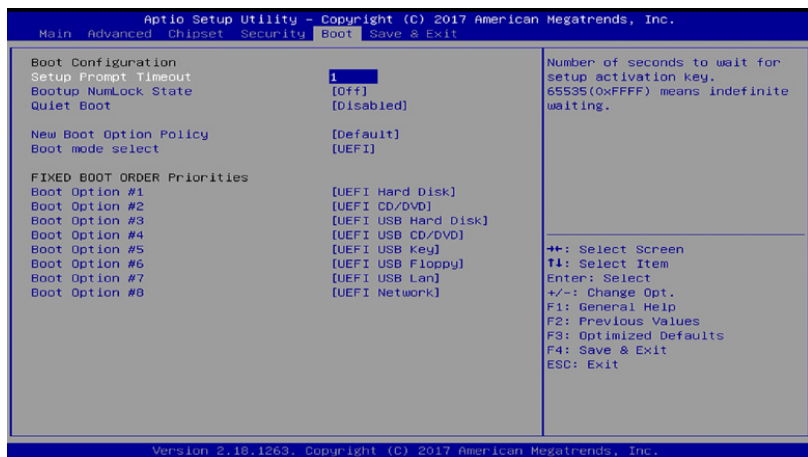 Aptio Setup Utility – Copyright (C) 2017 American Megatrends, Inc.
Main Advanced Chipset Security Boot Save & Exit
Boot Configuration
Setup Prompt Timeout 1
Bootup NumLock State [Off]
Quiet Boot [Disabled]
New Boot Option Policy [Default]
Boot mode select [UEFI]
FIXED BOOT ORDER Priorities
Boot Option #1 [UEFI Hard Disk]
Boot Option #2 [UEFI CD/DVD]
Boot Option #3 [UEFI USB Hard Disk]
Boot Option #4 [UEFI USB CD/DVD]
Boot Option #5 [UEFI USB Key]
Boot Option #6 [UEFI USB Floppy]
Boot Option #7 [UEFI USB Lan]
Boot Option #8 [UEFI Network]
Number of seconds to wait for
setup activation key.
65535(0xFFFF) means indefinite
waiting.
→←: Select Screen
↑↓: Select Item
Enter: Select
+/-: Change Opt.
F1: General Help
F2: Previous Values
F3: Optimized Defaults
F4: Save & Exit
ESC: Exit
Version 2.18.1263. Copyright (C) 2017 American Megatrends, Inc.